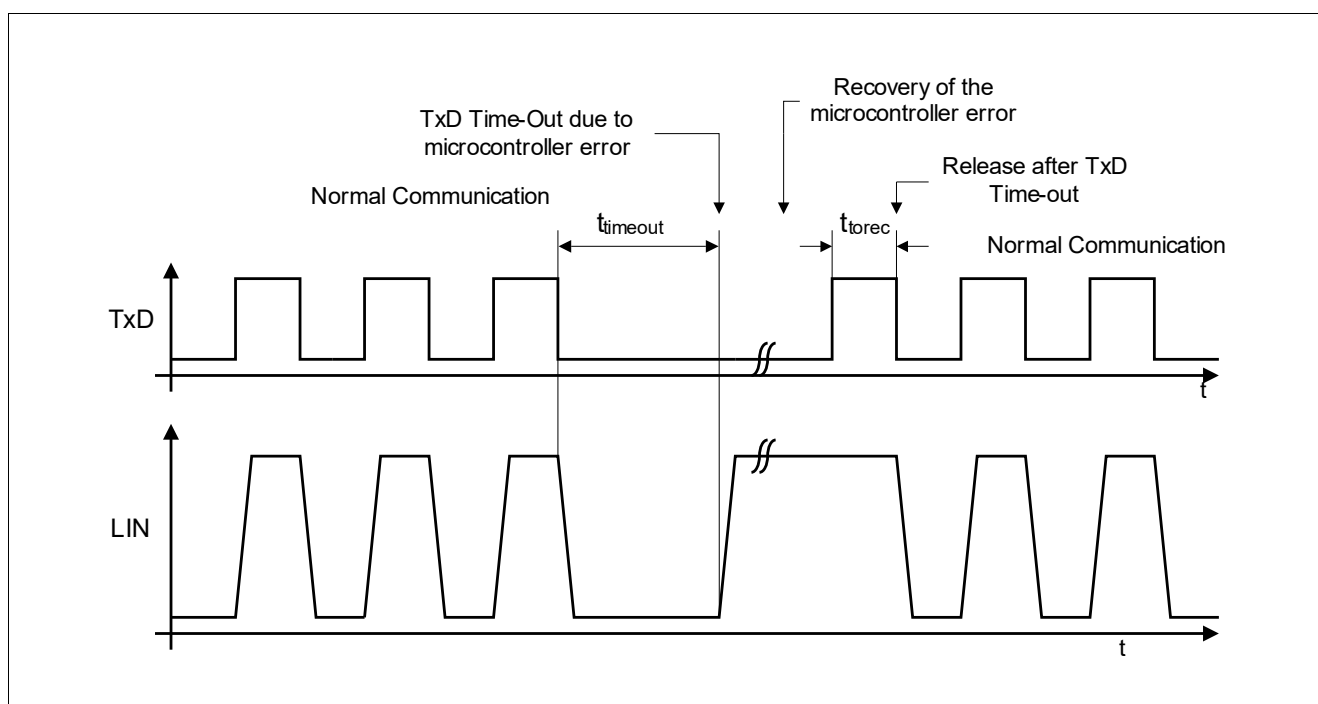 Recovery of the
microcontroller error
TxD Time-Out due to
microcontroller error
Release after TxD
Time-out
Normal Communication
ttimeout
ttorec
Normal Communication
TxD
t
LIN
t